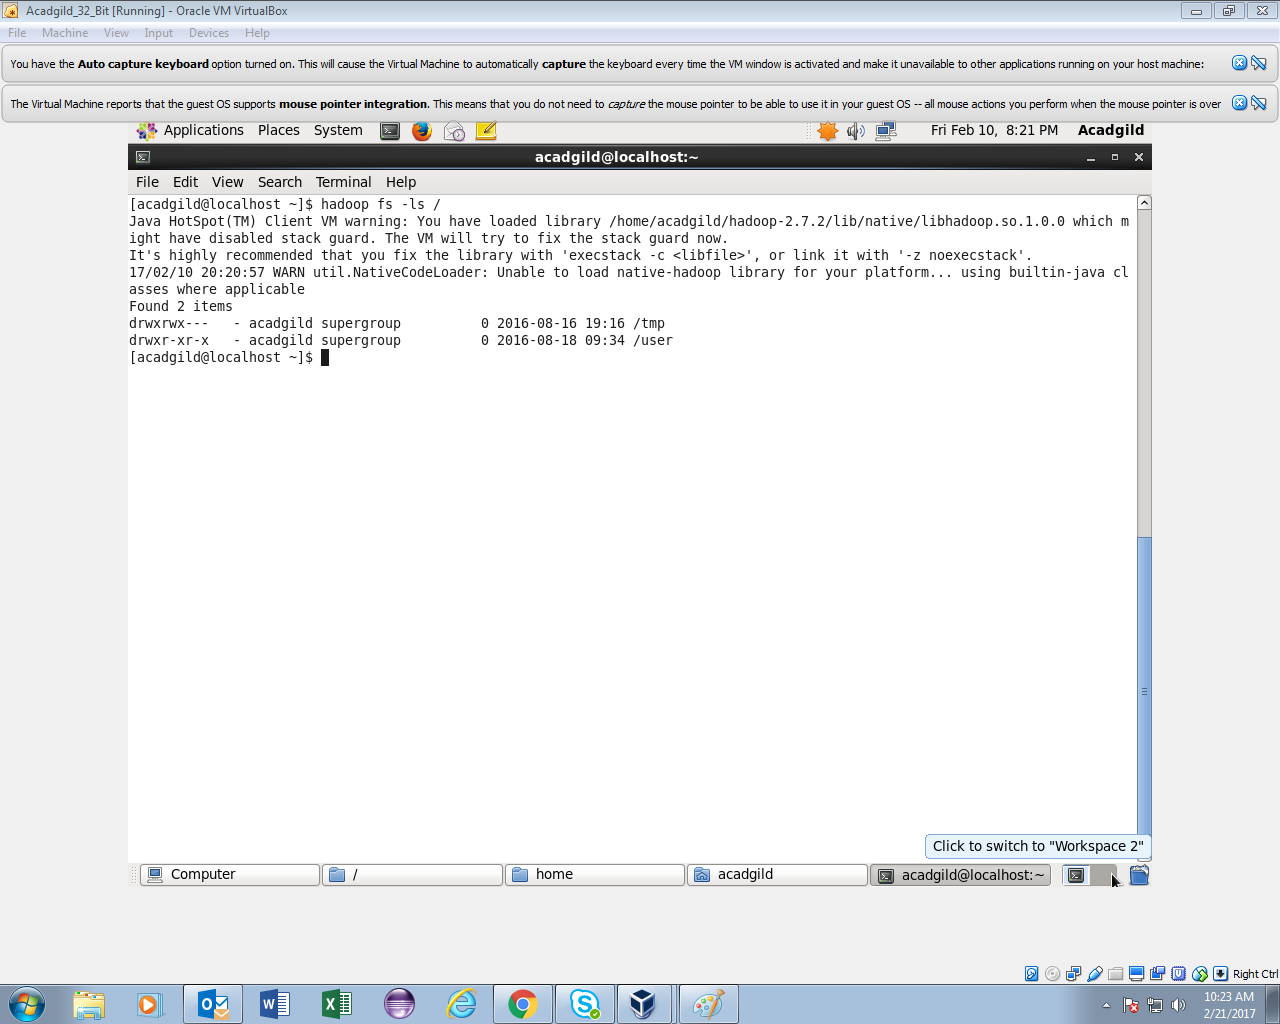 Acadgild_32_Bit [Running] - Oracle VM VirtualBox
File Machine View Input Devices Help
You have the Auto capture keyboard option turned on. This will cause the Virtual Machine to automatically capture the keyboard every time the VM window is activated and make it unavailable to other applications running on your host machine:
The Virtual Machine reports that the guest OS supports mouse pointer integration. This means that you do not need to capture the mouse pointer to be able to use it in your guest OS -- all mouse actions you perform when the mouse pointer is over
Applications Places System Fri Feb 10, 8:21 PM Acadgild
acadgild@localhost:~
File Edit View Search Terminal Help
[acadgild@localhost ~]$ hadoop fs -ls /
Java HotSpot(TM) Client VM warning: You have loaded library /home/acadgild/hadoop-2.7.2/lib/native/libhadoop.so.1.0.0 which m
ight have disabled stack guard. The VM will try to fix the stack guard now.
It's highly recommended that you fix the library with 'execstack -c <libfile>', or link it with '-z noexecstack'.
17/02/10 20:20:57 WARN util.NativeCodeLoader: Unable to load native-hadoop library for your platform... using builtin-java cl
asses where applicable
Found 2 items
drwxrwx---   - acadgild supergroup          0 2016-08-16 19:16 /tmp
drwxr-xr-x   - acadgild supergroup          0 2016-08-18 09:34 /user
[acadgild@localhost ~]$
Click to switch to "Workspace 2"
Computer / home acadgild acadgild@localhost:~
Right Ctrl
10:23 AM
2/21/2017